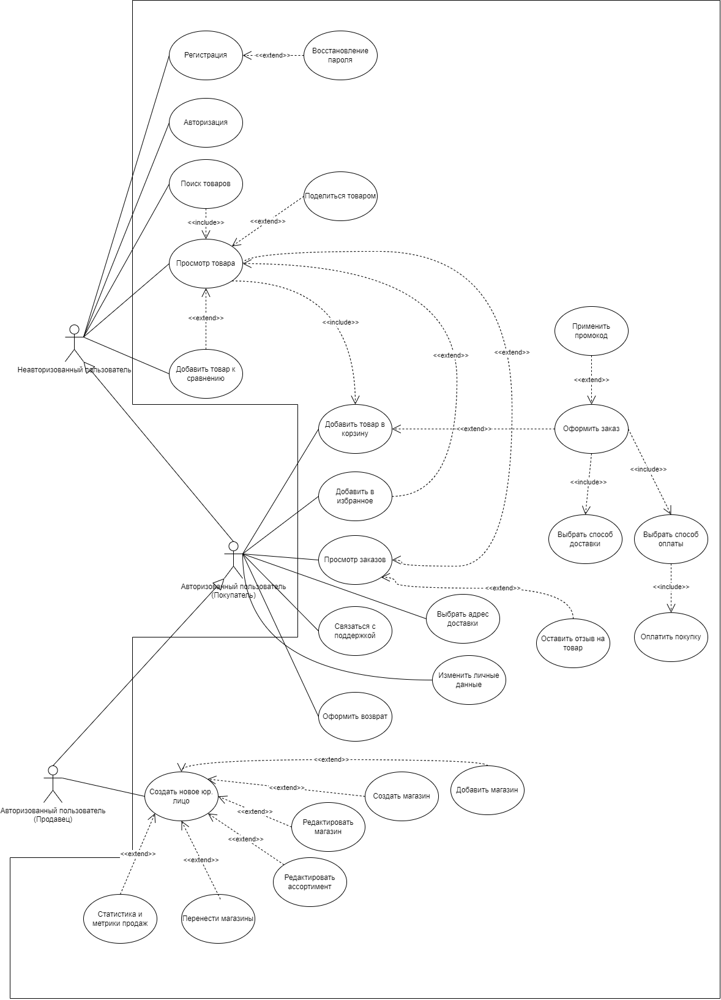 Регистрация
<<extend>>
Восстановление
пароля
Авторизация
Поиск товаров
<<include>>
Поделиться товаром
<<extend>>
Просмотр товара
<<include>>
<<extend>>
<<extend>>
<<extend>>
Применить
промокод
<<extend>>
Неавторизованный пользователь
Добавить товар к
сравнению
Добавить товар в
корзину
<<extend>>
Оформить заказ
<<include>>
<<include>>
Добавить в
избранное
Выбрать способ
доставки
Выбрать способ
оплаты
Просмотр заказов
<<include>>
<<extend>>
Авторизованный пользователь
(Покупатель)
Выбрать адрес
доставки
Связаться с
поддержкой
Оставить отзыв на
товар
Оплатить покупку
Изменить личные
данные
Оформить возврат
<<extend>>
Авторизованный пользователь
(Продавец)
Создать новое юр.
лицо
<<extend>>
Создать магазин
Добавить магазин
<<extend>>
Редактировать
магазин
<<extend>>
Редактировать
ассортимент
<<extend>>
<<extend>>
Статистика и
метрики продаж
Перенести магазины